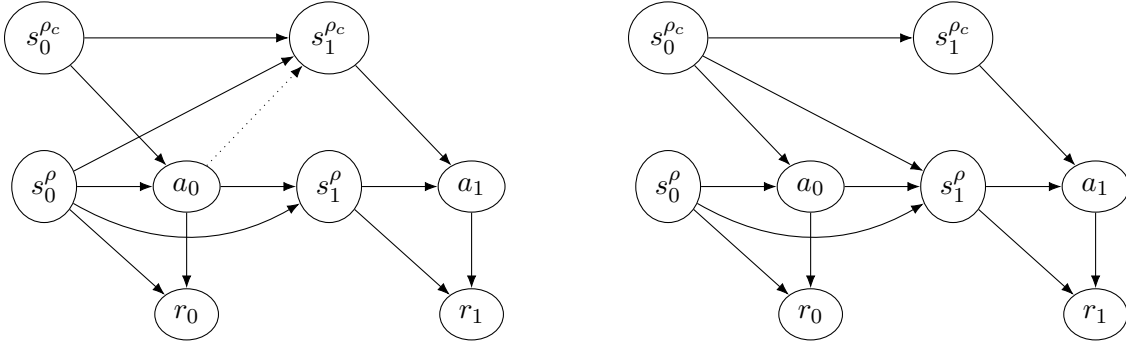 s_0^{ρ_c} s_1^{ρ_c} s_0^{ρ_c} s_1^{ρ_c}
s_0^ρ a_0 s_1^ρ a_1 s_0^ρ a_0 s_1^ρ a_1
r_0 r_1 r_0 r_1